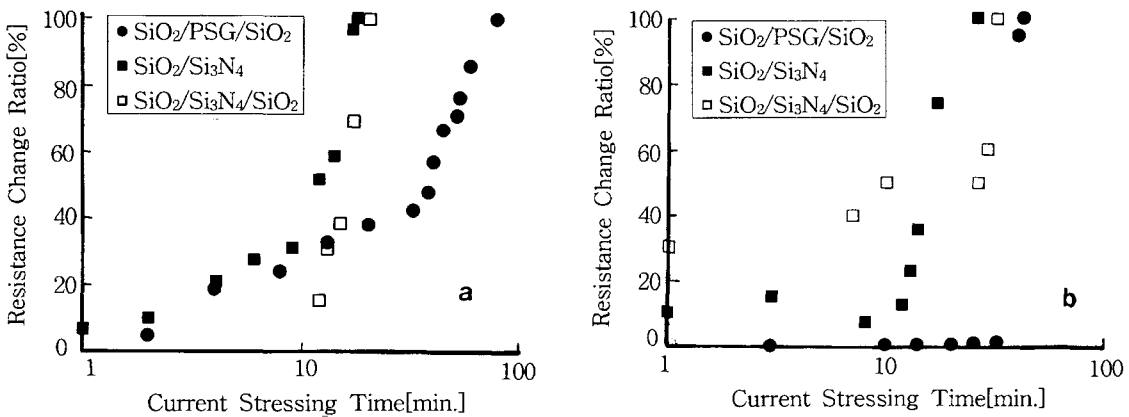 Resistance Change Ratio[%]
100
80
60
40
20
0
SiO₂/PSG/SiO₂
SiO₂/Si₃N₄
SiO₂/Si₃N₄/SiO₂
a
1
10
100
Current Stressing Time[min.]
Resistance Change Ratio[%]
100
80
60
40
20
0
SiO₂/PSG/SiO₂
SiO₂/Si₃N₄
SiO₂/Si₃N₄/SiO₂
b
1
10
100
Current Stressing Time[min.]